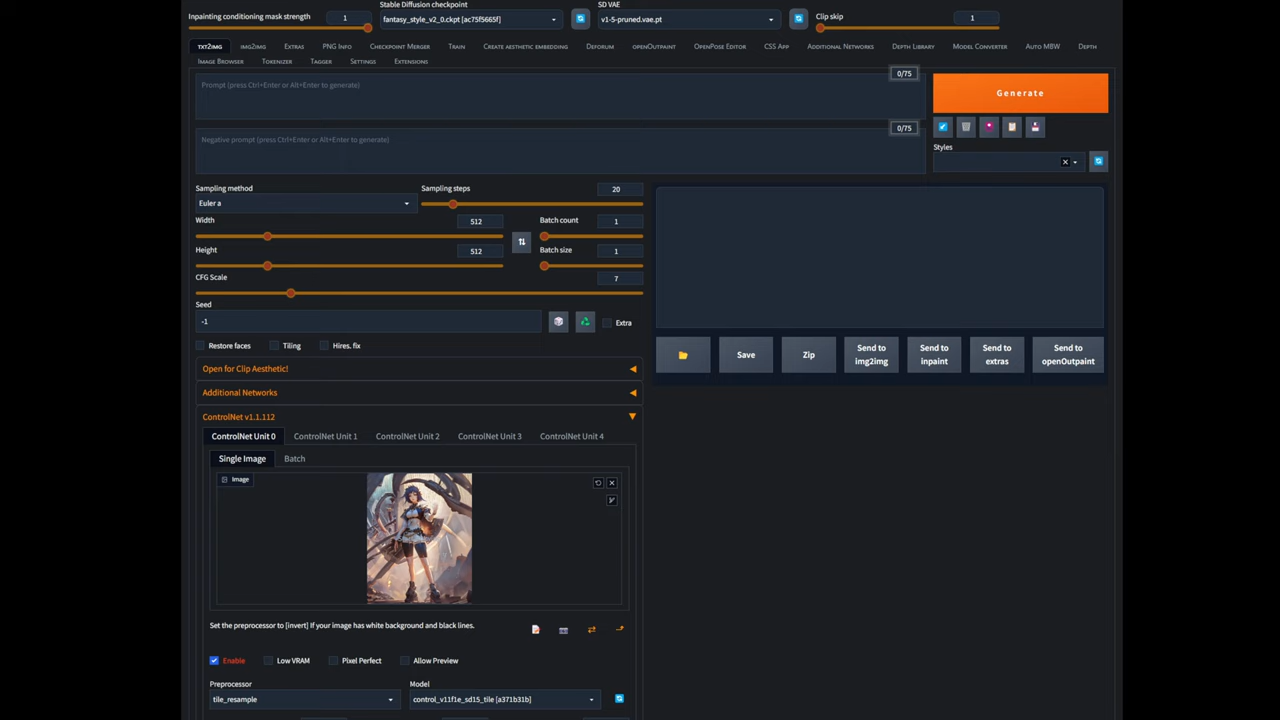 Inpainting conditioning mask strength
1
Stable Diffusion checkpoint
fantasy_style_v2_0.ckpt [ac75f5665f]
SD VAE
v1-5-pruned.vae.pt
Clip skip
1
txt2img
img2img
Extras
PNG Info
Checkpoint Merger
Train
Create aesthetic embedding
Deforum
openOutpaint
OpenPose Editor
CSS App
Additional Networks
Depth Library
Model Converter
Auto MBW
Depth
Image Browser
Tokenizer
Tagger
Settings
Extensions
Prompt (press Ctrl+Enter or Alt+Enter to generate)
0/75
Generate
Negative prompt (press Ctrl+Enter or Alt+Enter to generate)
0/75
Styles
Sampling method
Euler a
Sampling steps
20
Width
512
Batch count
1
Height
512
Batch size
1
CFG Scale
7
Seed
-1
Extra
Restore faces
Tiling
Hires. fix
Save
Zip
Send to
img2img
Send to
inpaint
Send to
extras
Send to
openOutpaint
Open for Clip Aesthetic!
Additional Networks
ControlNet v1.1.112
ControlNet Unit 0
ControlNet Unit 1
ControlNet Unit 2
ControlNet Unit 3
ControlNet Unit 4
Single Image
Batch
Image
Set the preprocessor to [invert] If your image has white background and black lines.
Enable
Low VRAM
Pixel Perfect
Allow Preview
Preprocessor
tile_resample
Model
control_v11f1e_sd15_tile [a371b31b]